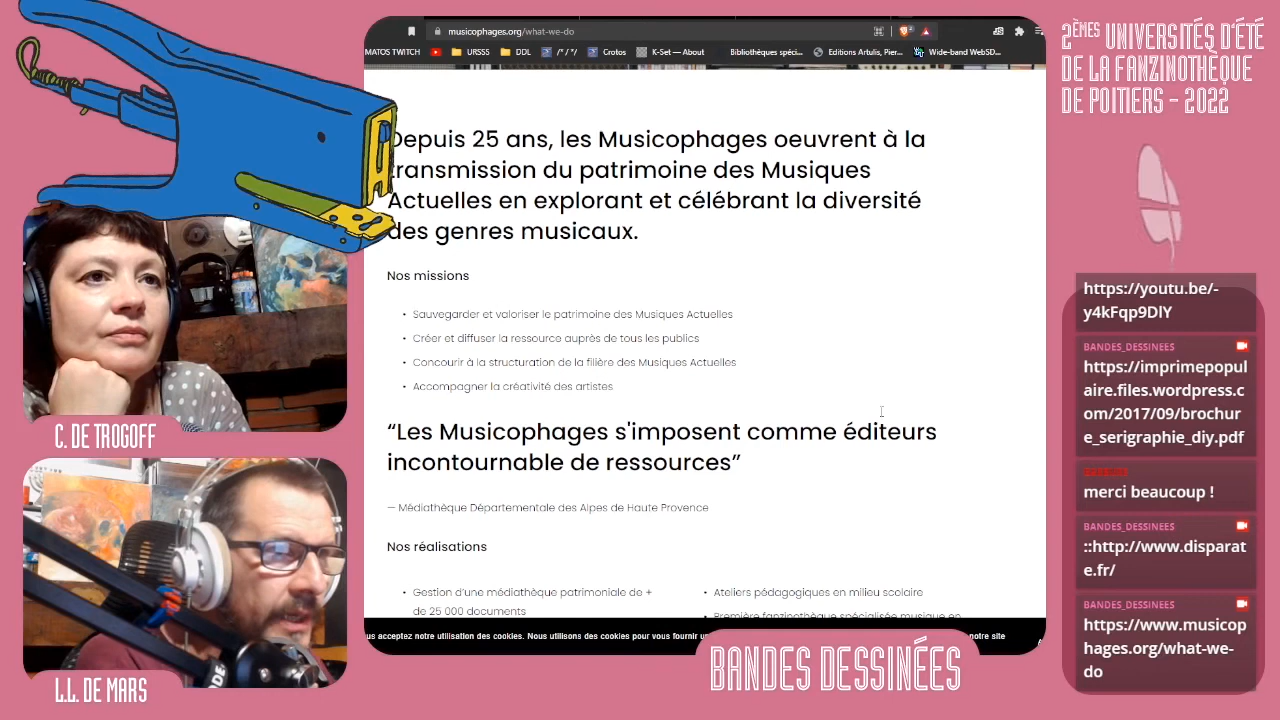 musicophages.org/what-we-do
MATOS TWITCH
URSSS
DDL
/*/*/
Crotos
K-Set — About
Bibliothèques spéci...
Editions Artulis, Pier...
Wide-band WebSD...
Depuis 25 ans, les Musicophages oeuvrent à la
transmission du patrimoine des Musiques
Actuelles en explorant et célébrant la diversité
des genres musicaux.
Nos missions
• Sauvegarder et valoriser le patrimoine des Musiques Actuelles
• Créer et diffuser la ressource auprès de tous les publics
• Concourir à la structuration de la filière des Musiques Actuelles
• Accompagner la créativité des artistes
“Les Musicophages s'imposent comme éditeurs
incontournable de ressources”
— Médiathèque Départementale des Alpes de Haute Provence
Nos réalisations
• Gestion d’une médiathèque patrimoniale de +
de 25 000 documents
• Ateliers pédagogiques en milieu scolaire
• Première fanzinothèque spécialisée musique en
us acceptez notre utilisation des cookies. Nous utilisons des cookies pour vous fournir
notre site
C. DE TROGOFF
L.L. DE MARS
BANDES DESSINÉES
2ÈMES UNIVERSITÉS D'ÉTÉ
DE LA FANZINOTHÈQUE
DE POITIERS - 2022
https://youtu.be/-
y4kFqp9DlY
BANDES_DESSINEES
https://imprimepopul
aire.files.wordpress.c
om/2017/09/brochur
e_serigraphie_diy.pdf
merci beaucoup !
BANDES_DESSINEES
::http://www.disparat
e.fr/
BANDES_DESSINEES
https://www.musicop
hages.org/what-we-
do